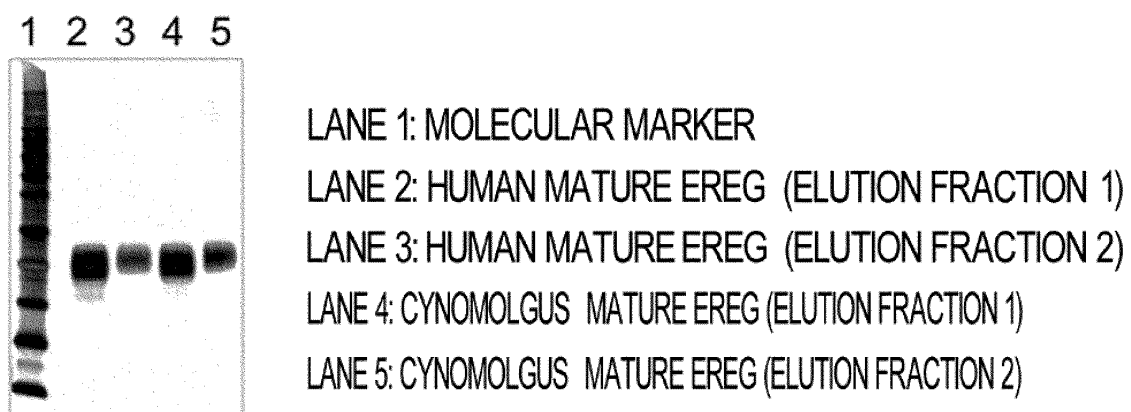 1 2 3 4 5
LANE 1: MOLECULAR MARKER
LANE 2: HUMAN MATURE EREG (ELUTION FRACTION 1)
LANE 3: HUMAN MATURE EREG (ELUTION FRACTION 2)
LANE 4: CYNOMOLGUS MATURE EREG (ELUTION FRACTION 1)
LANE 5: CYNOMOLGUS MATURE EREG (ELUTION FRACTION 2)